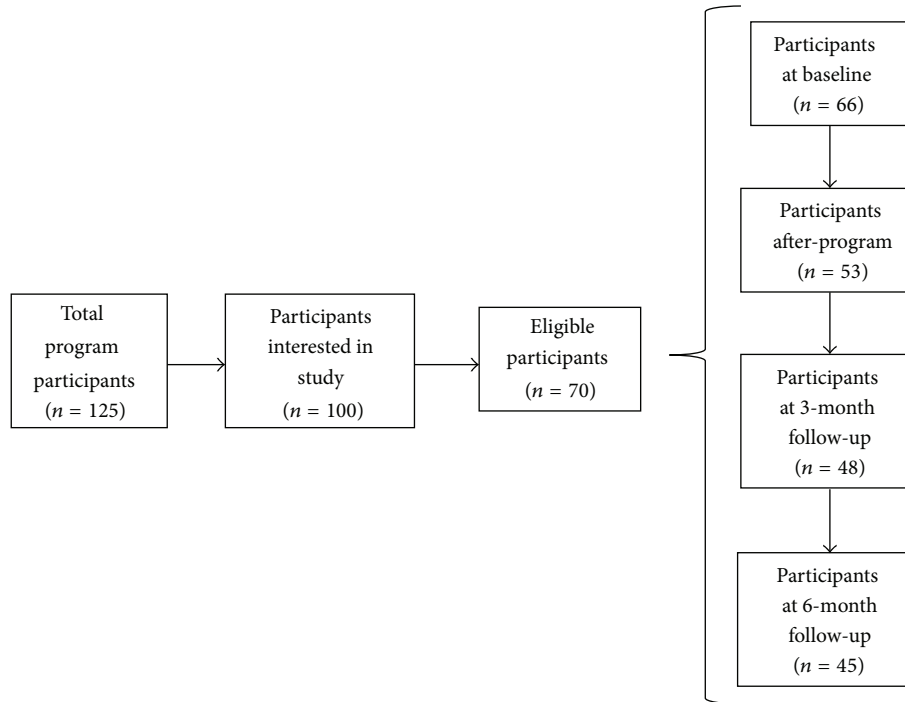 Total
program
participants
(n = 125)
Participants
interested in
study
(n = 100)
Eligible
participants
(n = 70)
Participants
at baseline
(n = 66)
Participants
after-program
(n = 53)
Participants
at 3-month
follow-up
(n = 48)
Participants
at 6-month
follow-up
(n = 45)